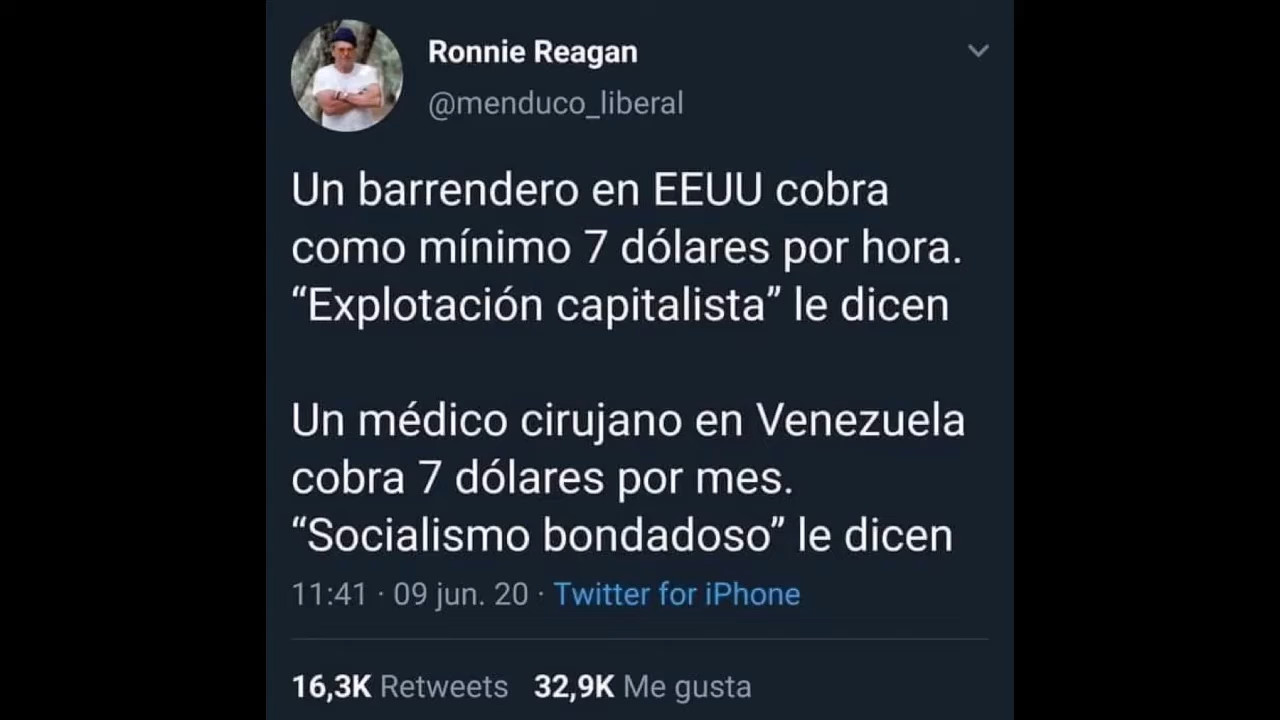 Ronnie Reagan
@menduco_liberal
Un barrendero en EEUU cobra
como mínimo 7 dólares por hora.
“Explotación capitalista” le dicen
Un médico cirujano en Venezuela
cobra 7 dólares por mes.
“Socialismo bondadoso” le dicen
11:41 · 09 jun. 20 · Twitter for iPhone
16,3K Retweets 32,9K Me gusta